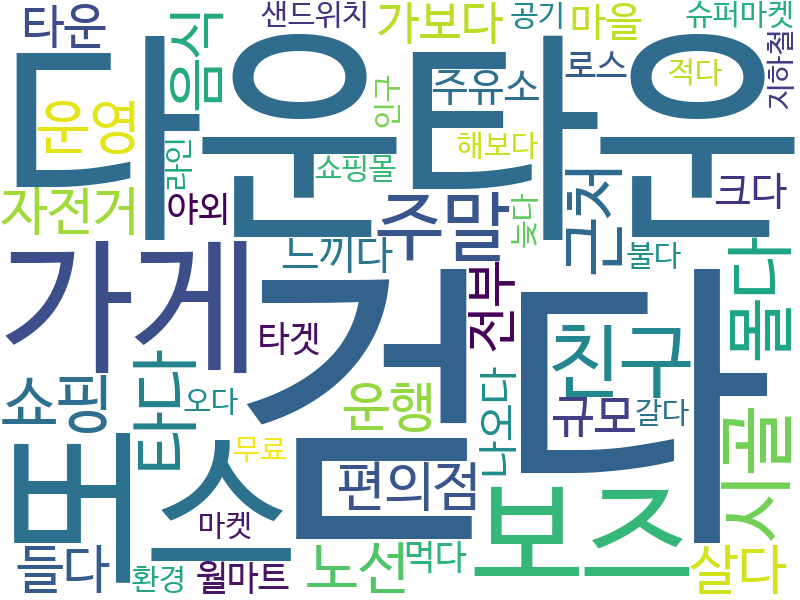 타운
샌드위치
가보다
공기
마을
슈퍼마켓
음식
다운타운
주유소
로스
적다
지하철
운영
인구
해보다
라인
쇼핑몰
자전거
야외
주말
늦다
근처
크다
가게
느끼다
불다
몰다
걷다
전부
타겟
친구
쇼핑
타다
오다
운행
나오다
규모
갈다
시골
버스
무료
편의점
보즈
마켓
들다
환경
월마트
노선
먹다
살다